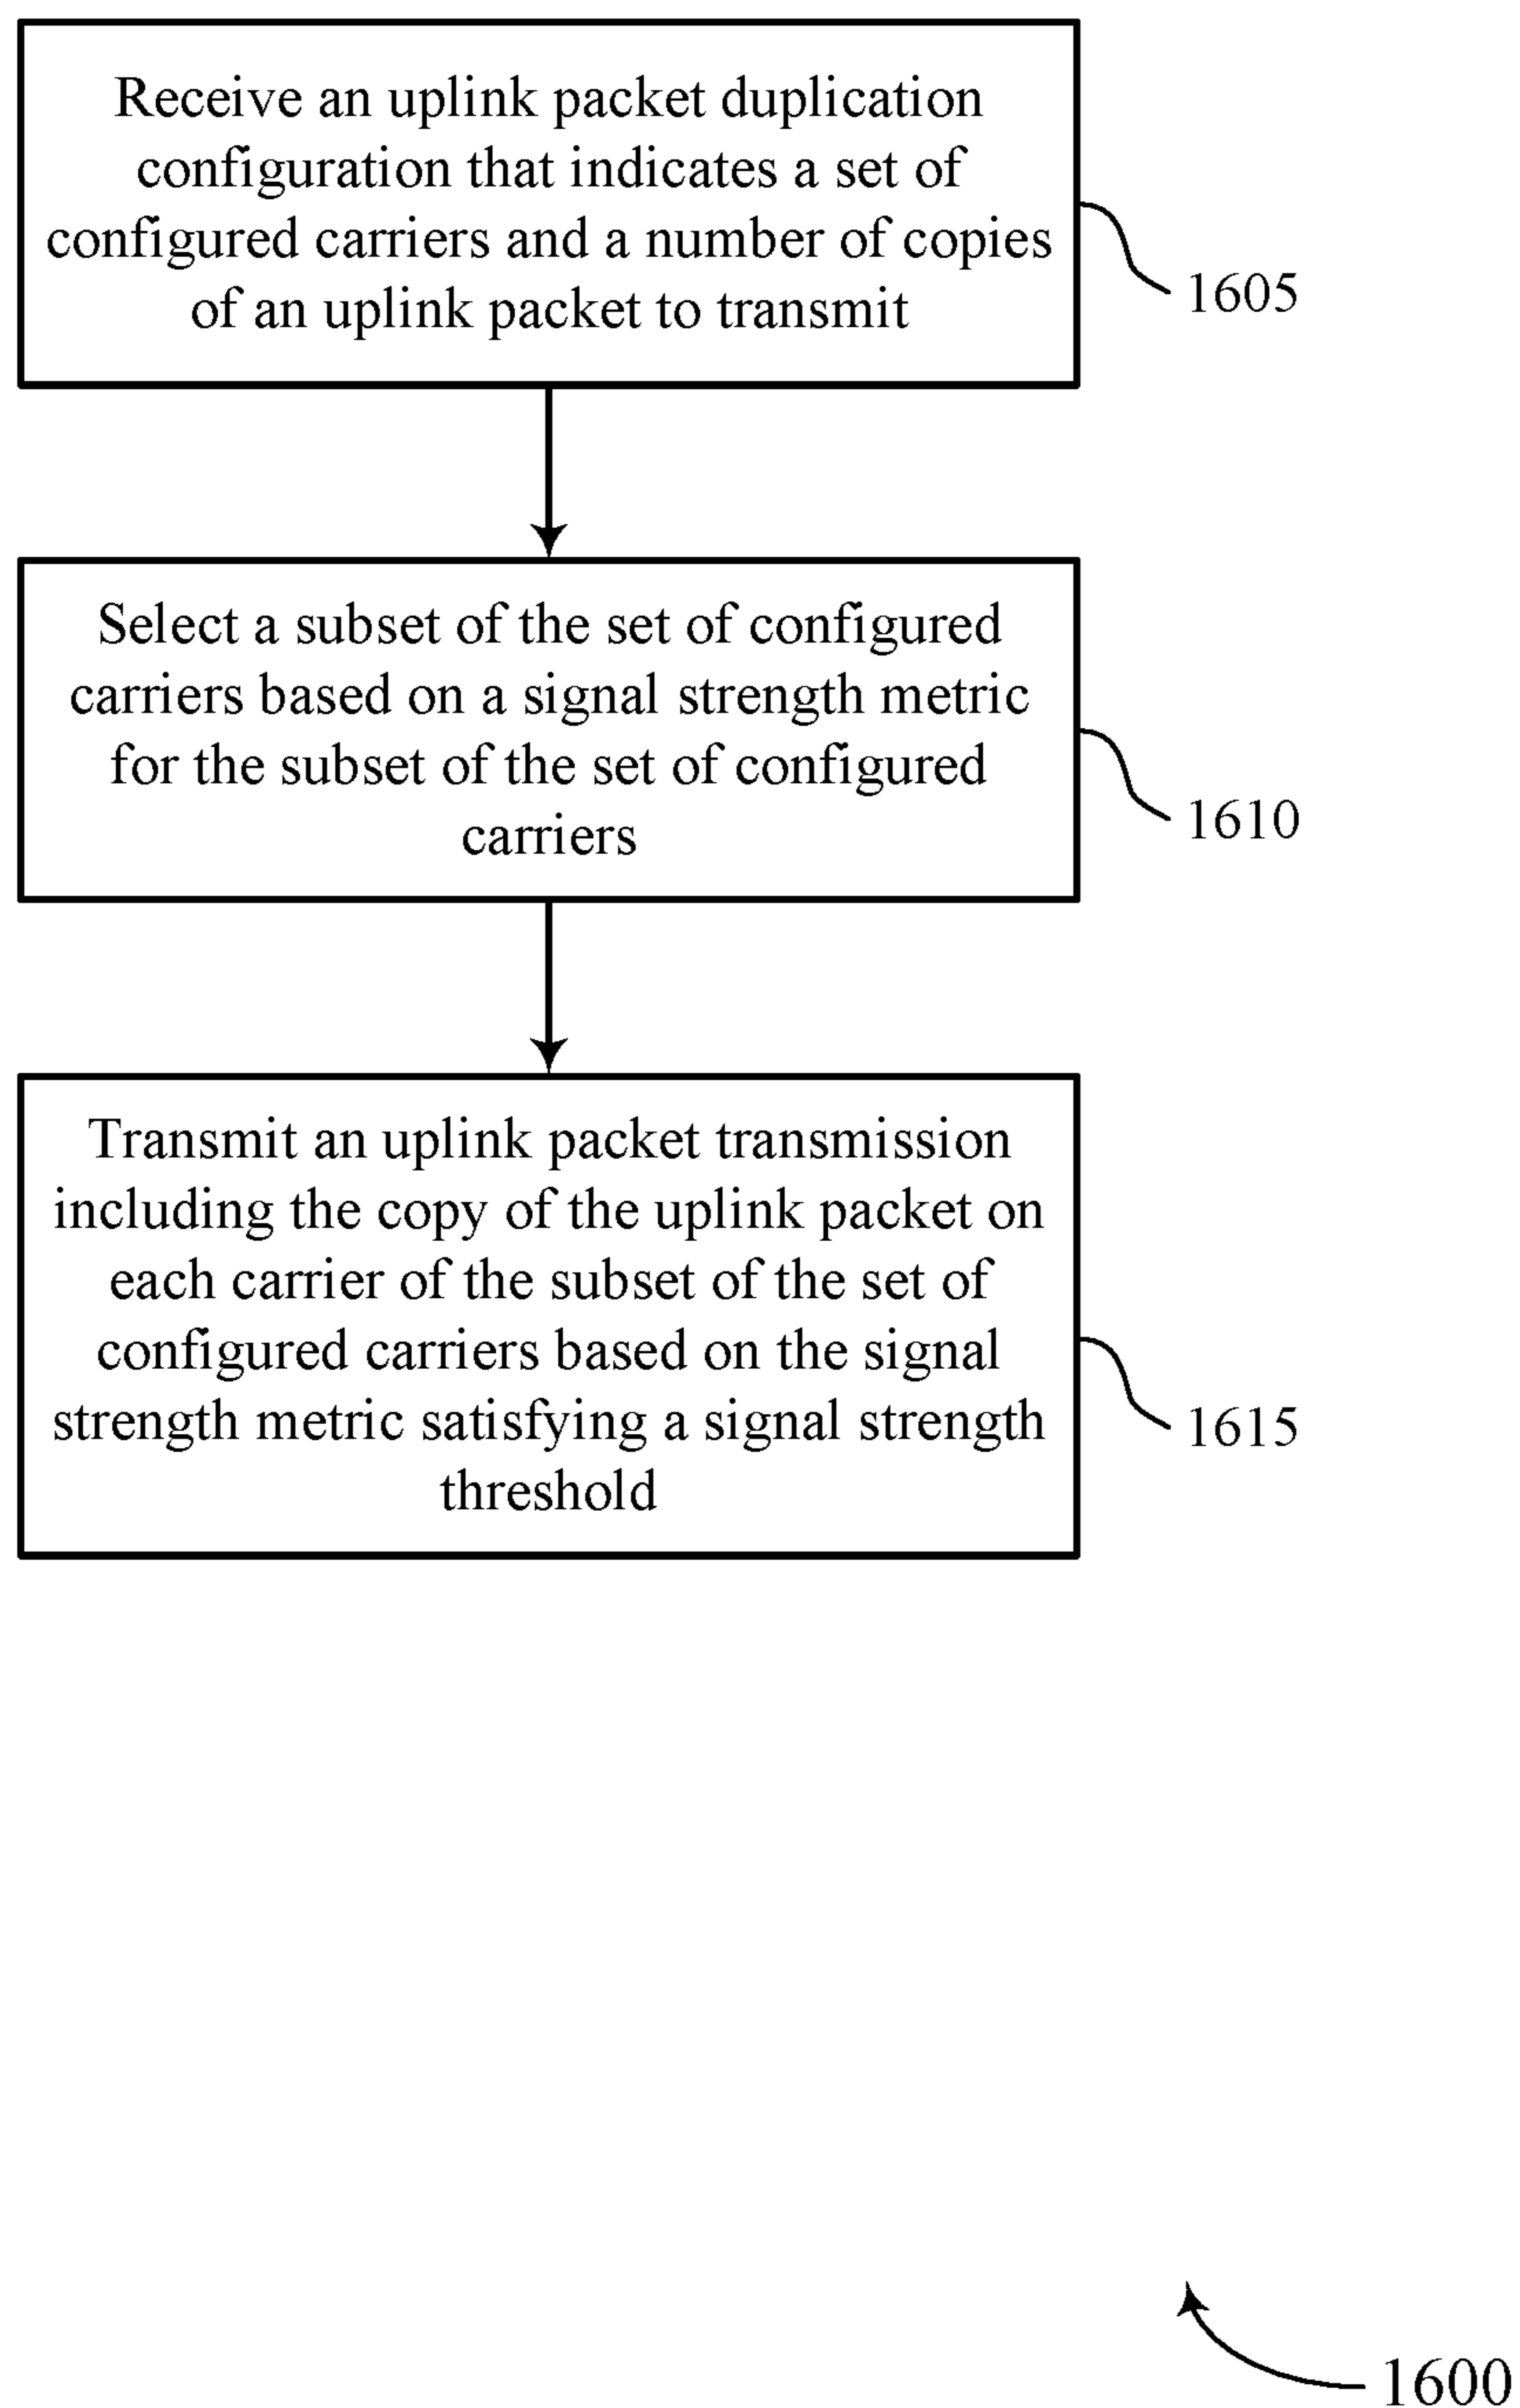 Receive an uplink packet duplication
configuration that indicates a set of
configured carriers and a number of copies
of an uplink packet to transmit
1605
Select a subset of the set of configured
carriers based on a signal strength metric
for the subset of the set of configured
carriers
1610
Transmit an uplink packet transmission
including the copy of the uplink packet on
each carrier of the subset of the set of
configured carriers based on the signal
strength metric satisfying a signal strength
threshold
1615
1600